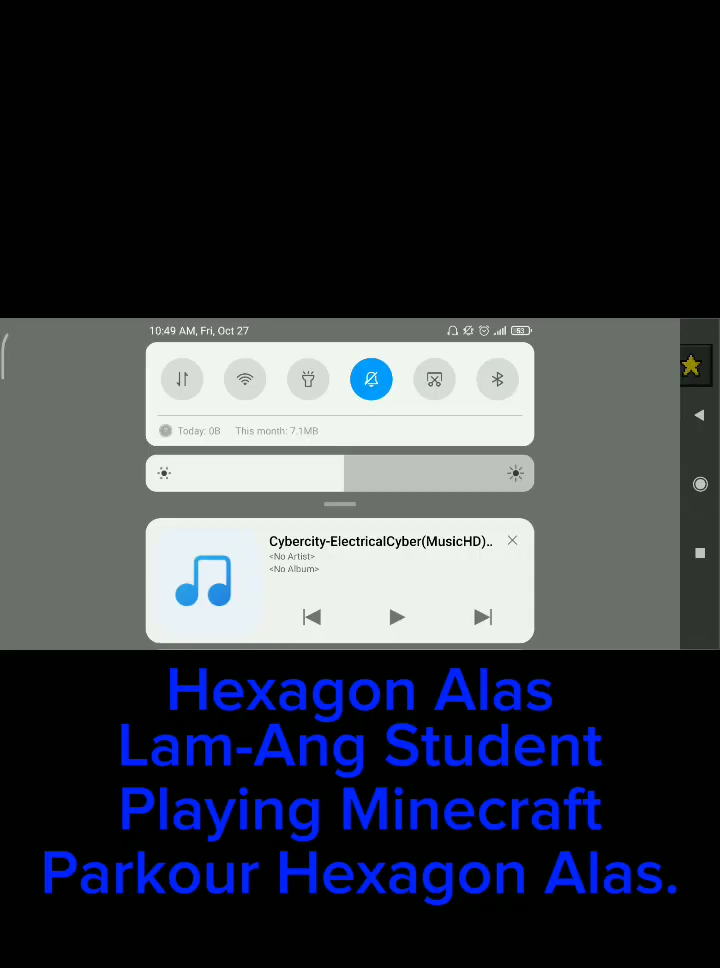 10:49 AM, Fri, Oct 27
53
Today: 0B This month: 7.1MB
Cybercity-ElectricalCyber(MusicHD)..
<No Artist>
<No Album>
Hexagon Alas
Lam-Ang Student
Playing Minecraft
Parkour Hexagon Alas.